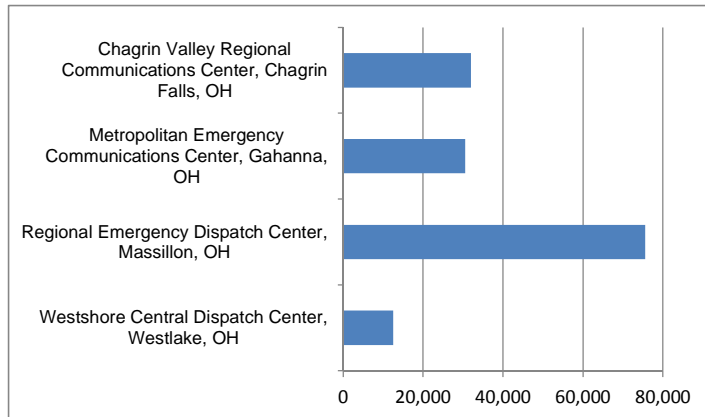 Chagrin Valley Regional
Communications Center, Chagrin
Falls, OH
Metropolitan Emergency
Communications Center, Gahanna,
OH
Regional Emergency Dispatch Center,
Massillon, OH
Westshore Central Dispatch Center,
Westlake, OH
0 20,000 40,000 60,000 80,000